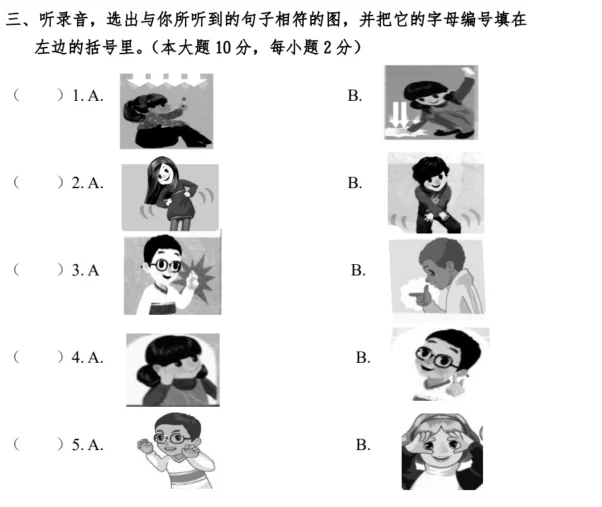 三、听录音，选出与你所听到的句子相符的图，并把它的字母编号填在
左边的括号里。（本大题 10 分，每小题 2 分）
（ ）1. A. B.
（ ）2. A. B.
（ ）3. A B.
（ ）4. A. B.
（ ）5. A. B.